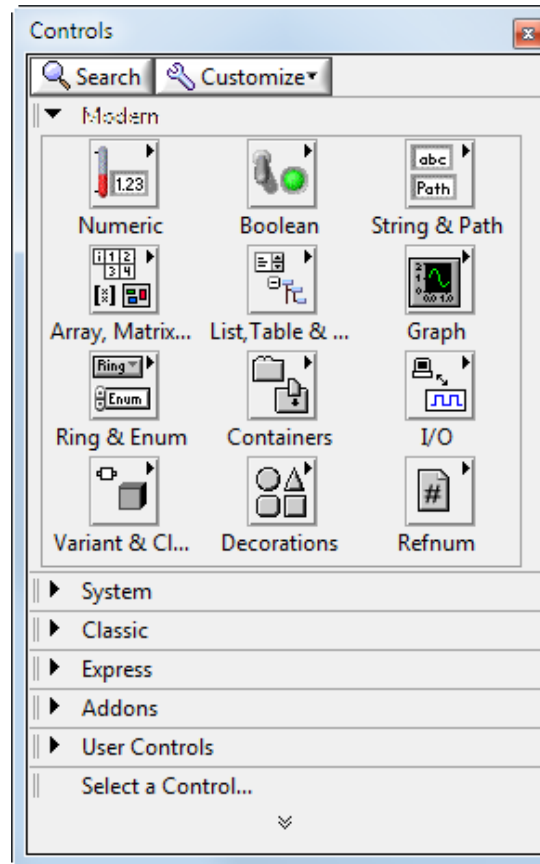 Controls
Search Customize
Modern
1.23 abc Path
Numeric Boolean String & Path
Array, Matrix... List, Table & ... Graph
Ring Enum
Ring & Enum Containers I/O
#
Variant & Cl... Decorations Refnum
System
Classic
Express
Addons
User Controls
Select a Control...